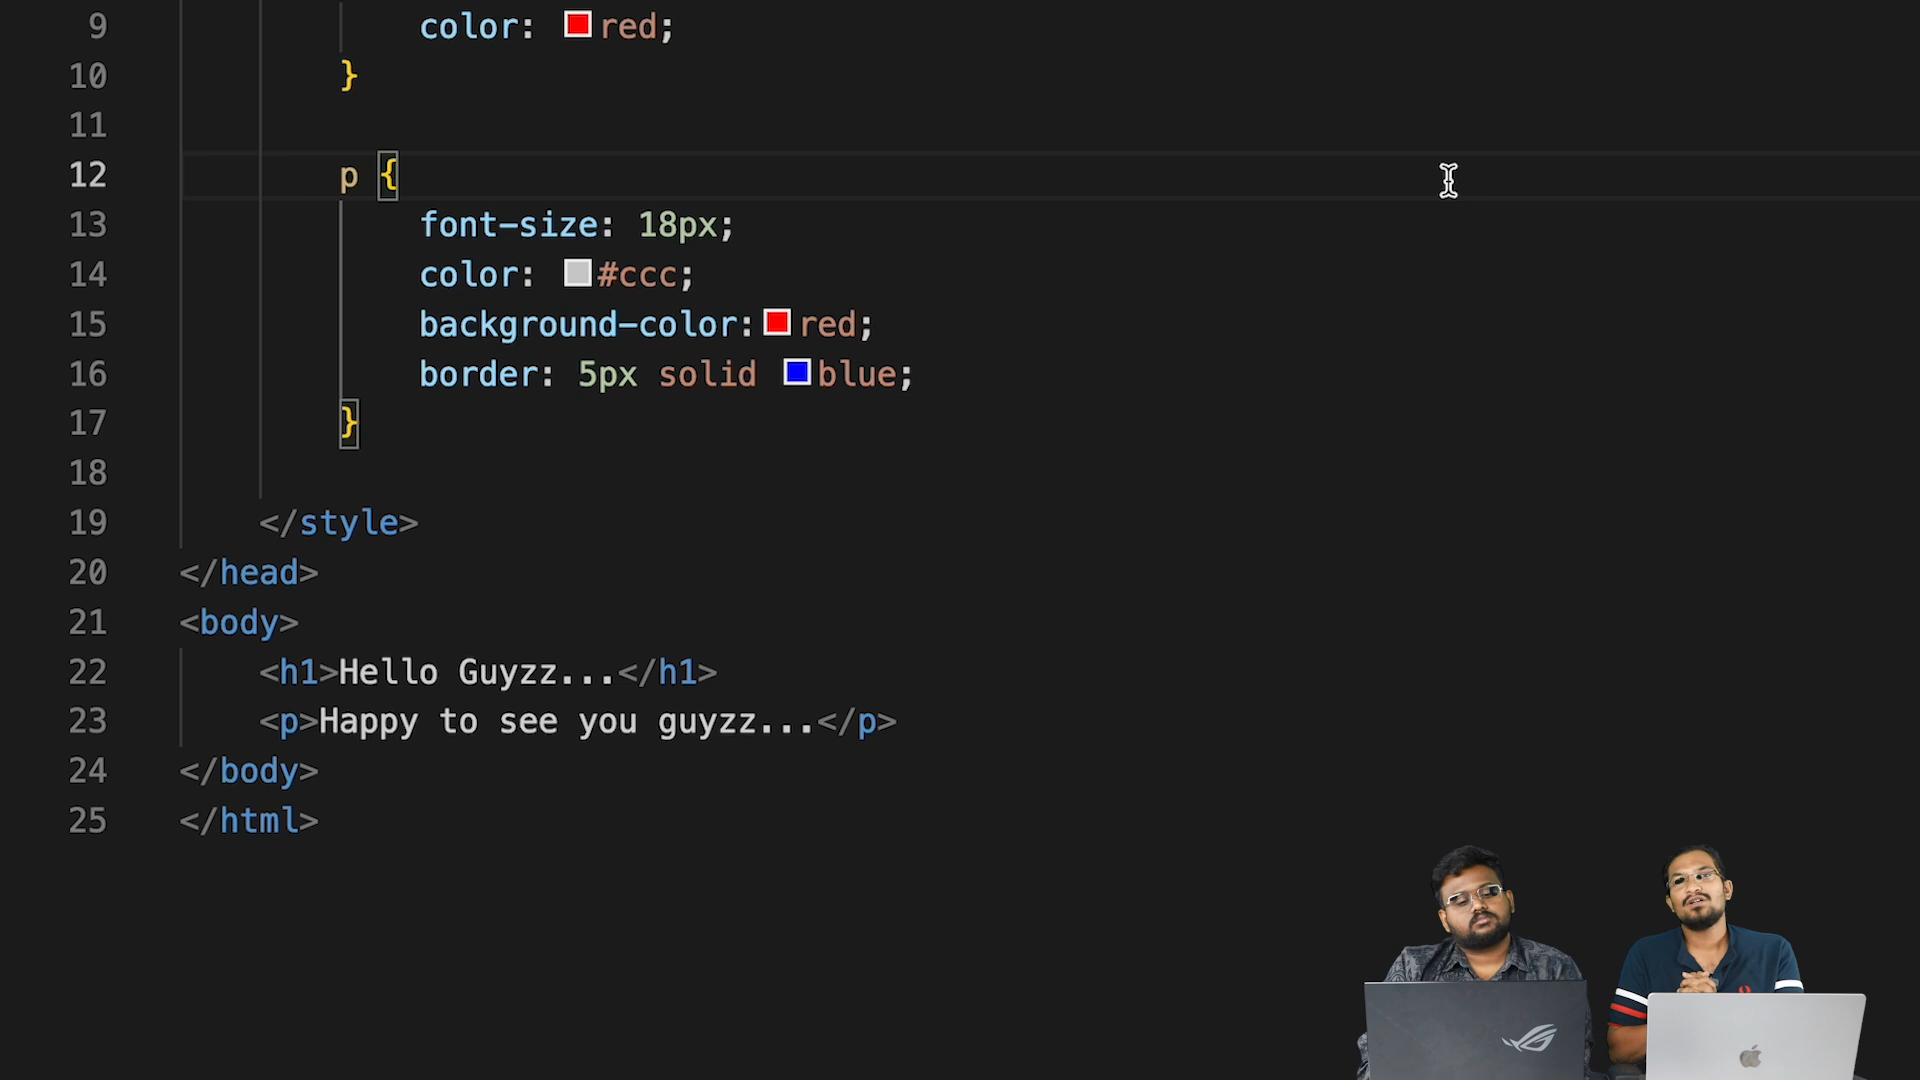 9 color: red;
10 }
11
12 p {
13 font-size: 18px;
14 color: #ccc;
15 background-color: red;
16 border: 5px solid blue;
17 }
18
19 </style>
20 </head>
21 <body>
22 <h1>Hello Guyzz...</h1>
23 <p>Happy to see you guyzz...</p>
24 </body>
25 </html>